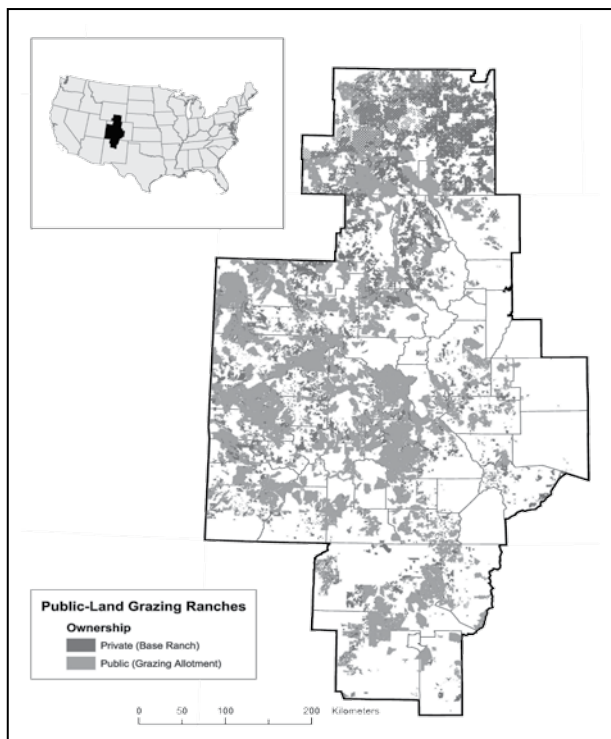 Public-Land Grazing Ranches
Ownership
Private (Base Ranch)
Public (Grazing Allotment)
0 50 100 200 Kilometers